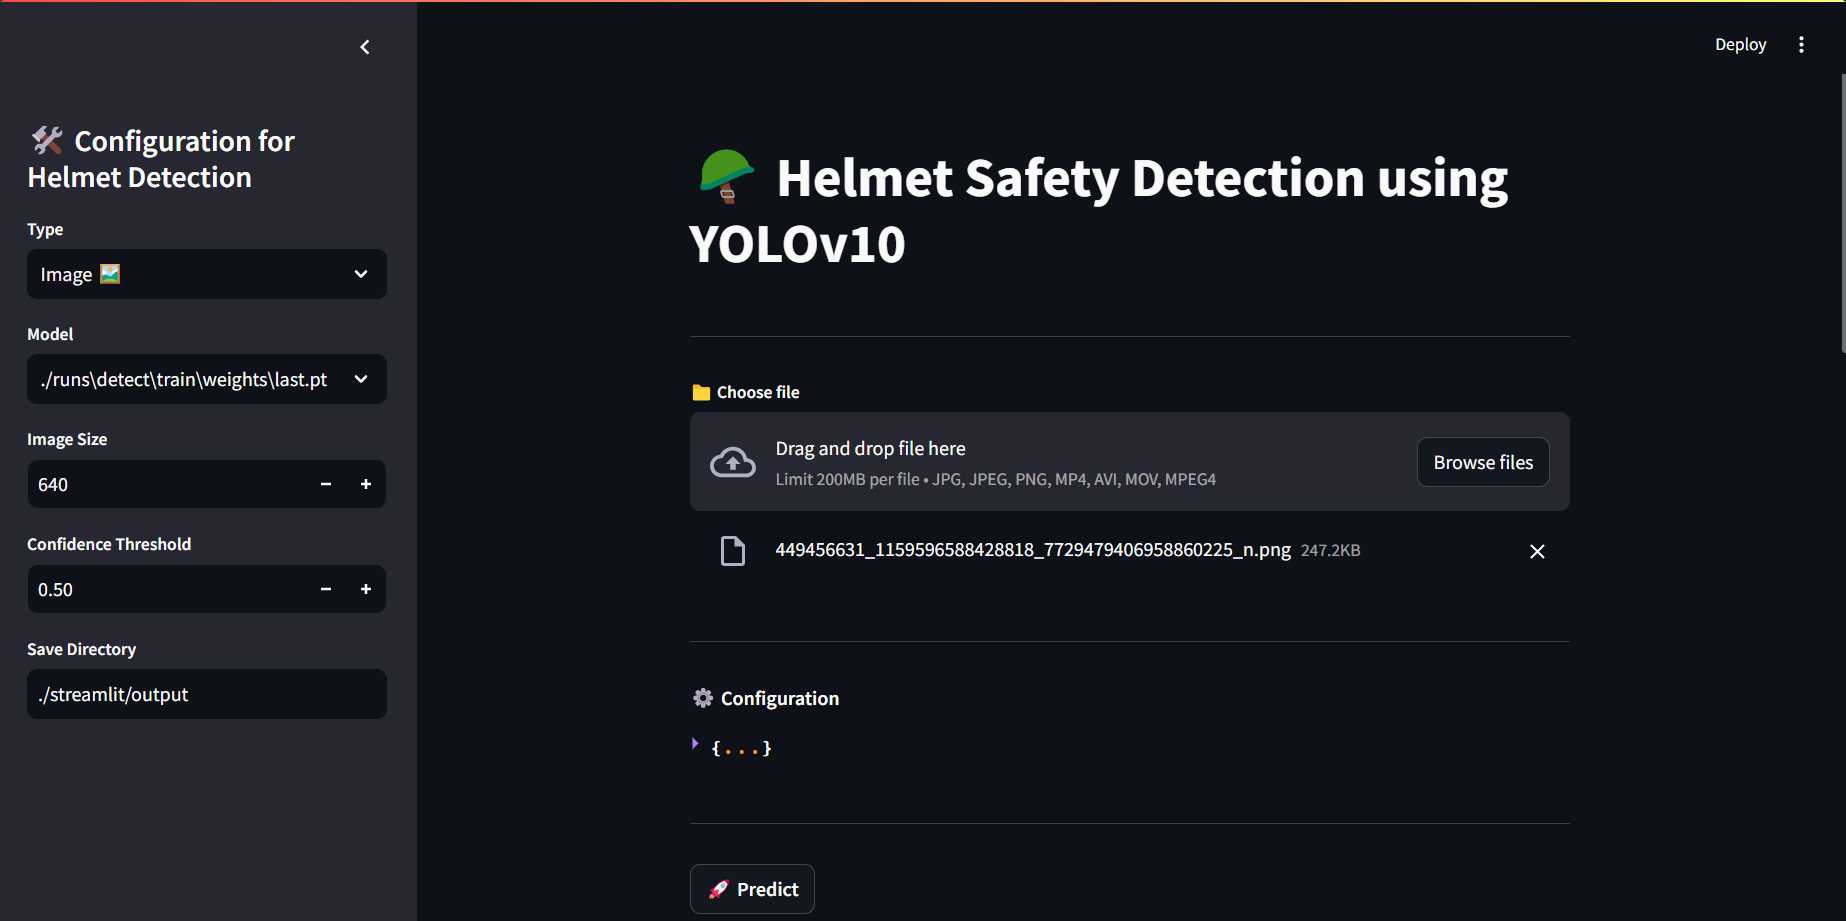 Deploy
🛠️ Configuration for
Helmet Detection
Type
Image 🖼️
Model
./runs\detect\train\weights\last.pt
Image Size
640
Confidence Threshold
0.50
Save Directory
./streamlit/output
🪖 Helmet Safety Detection using
YOLOv10
📁 Choose file
Drag and drop file here
Limit 200MB per file • JPG, JPEG, PNG, MP4, AVI, MOV, MPEG4
Browse files
449456631_1159596588428818_7729479406958860225_n.png 247.2KB
⚙️ Configuration
{...}
🚀 Predict